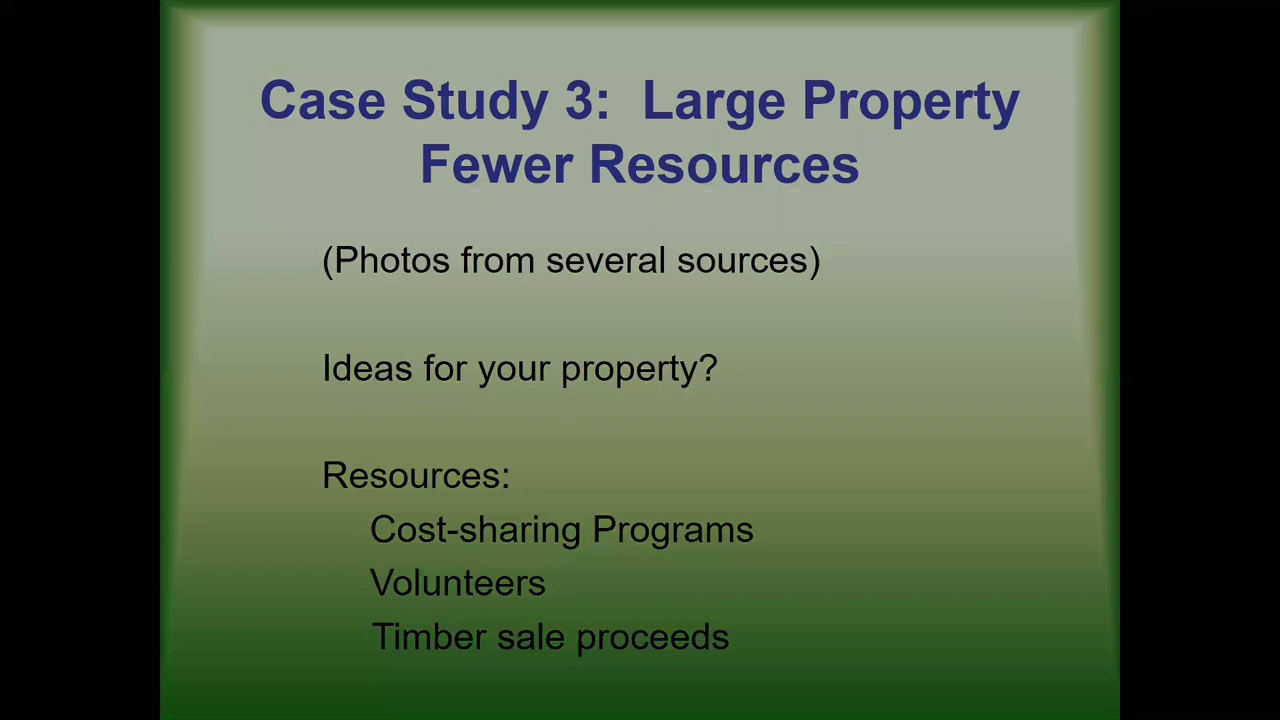 Case Study 3:  Large Property
Fewer Resources
(Photos from several sources)
Ideas for your property?
Resources:
Cost-sharing Programs
Volunteers
Timber sale proceeds